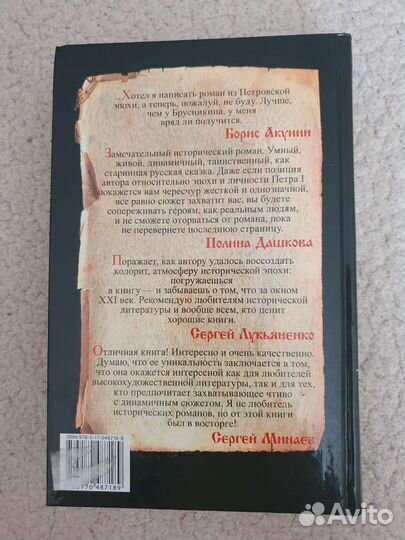 ...Хотел я написать роман из Петровской
эпохи, а теперь, пожалуй, не буду. Лучше,
чем у Брусникина, у меня
вряд ли получится.
Борис Акунин
Замечательный исторический роман. Умный,
живой, динамичный, таинственный, как
старинная русская сказка. Даже если позиция
автора относительно эпохи и личности Петра I
покажется вам чересчур жесткой и однозначной,
все равно сюжет захватит вас, вы будете
сопереживать героям, как реальным людям,
и не сможете оторваться от романа, пока
не перевернете последнюю страницу.
Полина Дашкова
Поражает, как автору удалось воссоздать
колорит, атмосферу исторической эпохи:
погружаешься
в книгу — и забываешь о том, что за окном
XXI век. Рекомендую любителям исторической
литературы и вообще всем, кто ценит
хорошие книги.
Сергей Лукьяненко
Отличная книга! Интересно и очень качественно.
Думаю, что ее уникальность заключается в том,
что она окажется интересной как для любителей
высокохудожественной литературы, так и для тех,
кто предпочитает захватывающее чтиво
с динамичным сюжетом. Я не любитель
исторических романов, но от этой книги
был в восторге!
Сергей Минаев
ISBN 978-5-17-048718-9
770487189
Avito